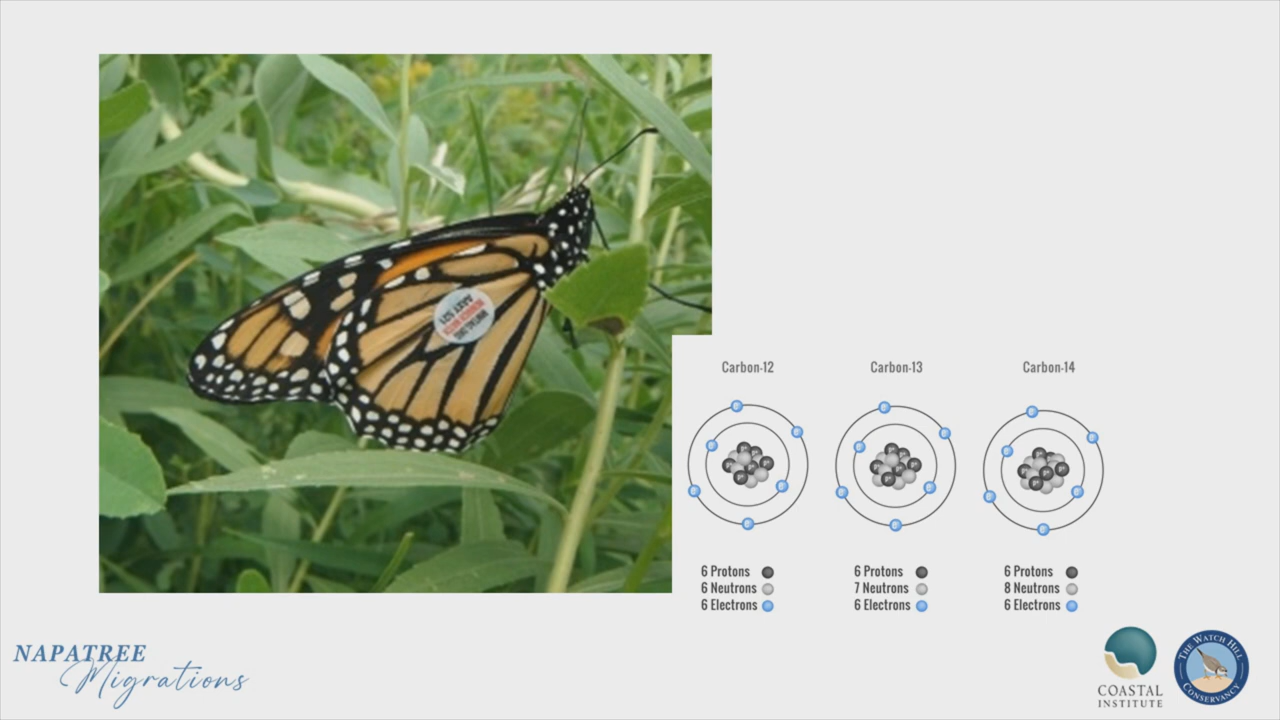 Carbon-12
Carbon-13
Carbon-14
6 Protons
6 Neutrons
6 Electrons
6 Protons
7 Neutrons
6 Electrons
6 Protons
8 Neutrons
6 Electrons
NAPATREE
Migrations
COASTAL
INSTITUTE
THE WATCH HILL
CONSERVANCY